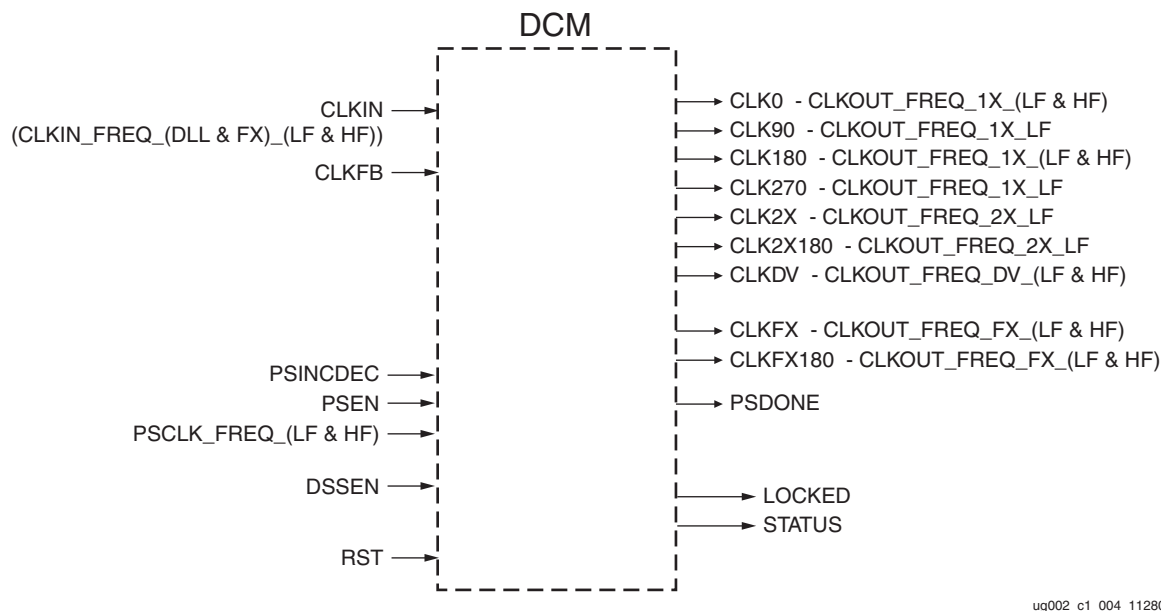 DCM
CLKIN
(CLKIN_FREQ_(DLL & FX)_(LF & HF))
CLKFB
PSINCDEC
PSEN
PSCLK_FREQ_(LF & HF)
DSSEN
RST
CLK0 - CLKOUT_FREQ_1X_(LF & HF)
CLK90 - CLKOUT_FREQ_1X_LF
CLK180 - CLKOUT_FREQ_1X_(LF & HF)
CLK270 - CLKOUT_FREQ_1X_LF
CLK2X - CLKOUT_FREQ_2X_LF
CLK2X180 - CLKOUT_FREQ_2X_LF
CLKDV - CLKOUT_FREQ_DV_(LF & HF)
CLKFX - CLKOUT_FREQ_FX_(LF & HF)
CLKFX180 - CLKOUT_FREQ_FX_(LF & HF)
PSDONE
LOCKED
STATUS
ug002_c1_004_11280